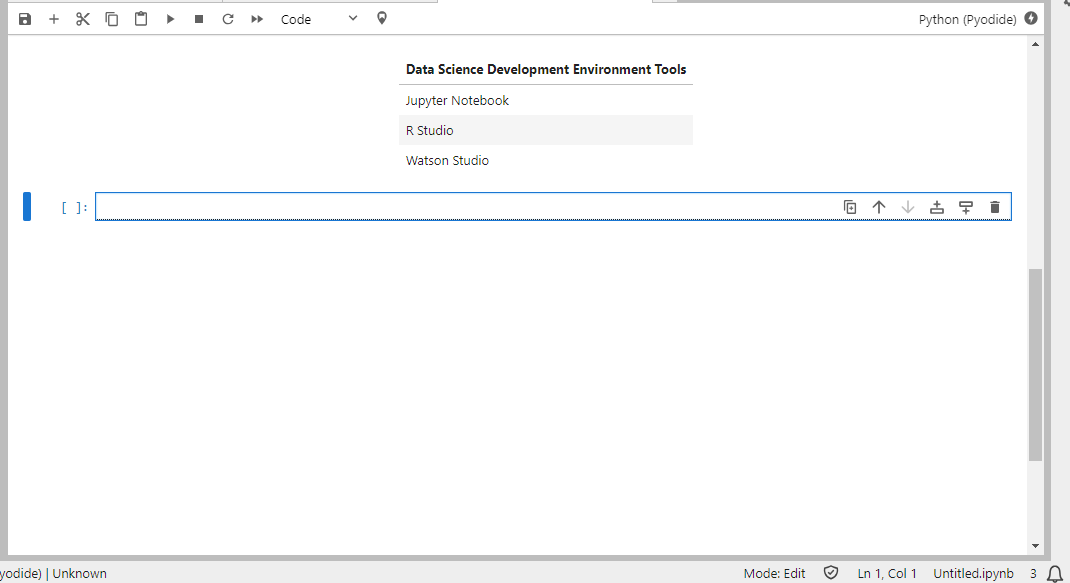 Code
Python (Pyodide)
Data Science Development Environment Tools
Jupyter Notebook
R Studio
Watson Studio
[ ]:
yodide) | Unknown
Mode: Edit
Ln 1, Col 1
Untitled.ipynb
3